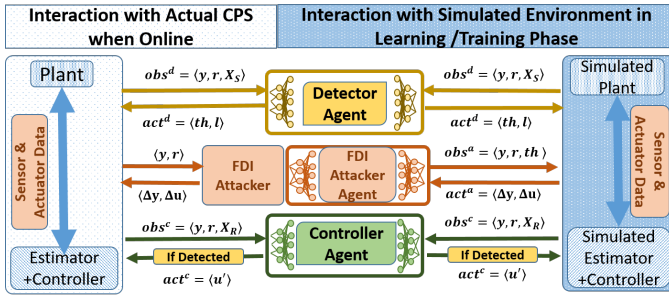 Interaction with Actual CPS
when Online
Interaction with Simulated Environment in
Learning /Training Phase
Plant
Sensor &
Actuator Data
Estimator
+Controller
obs^d = ⟨y, r, X_S⟩
act^d = ⟨th, l⟩
⟨y, r⟩
⟨Δy, Δu⟩
obs^c = ⟨y, r, X_R⟩
If Detected
act^c = ⟨u'⟩
Detector
Agent
FDI
Attacker
FDI
Attacker
Agent
Controller
Agent
obs^d = ⟨y, r, X_S⟩
act^d = ⟨th, l⟩
obs^a = ⟨y, r, th ⟩
act^a = ⟨Δy, Δu⟩
obs^c = ⟨y, r, X_R⟩
If Detected
act^c = ⟨u'⟩
Simulated
Plant
Sensor &
Actuator Data
Simulated
Estimator
+Controller